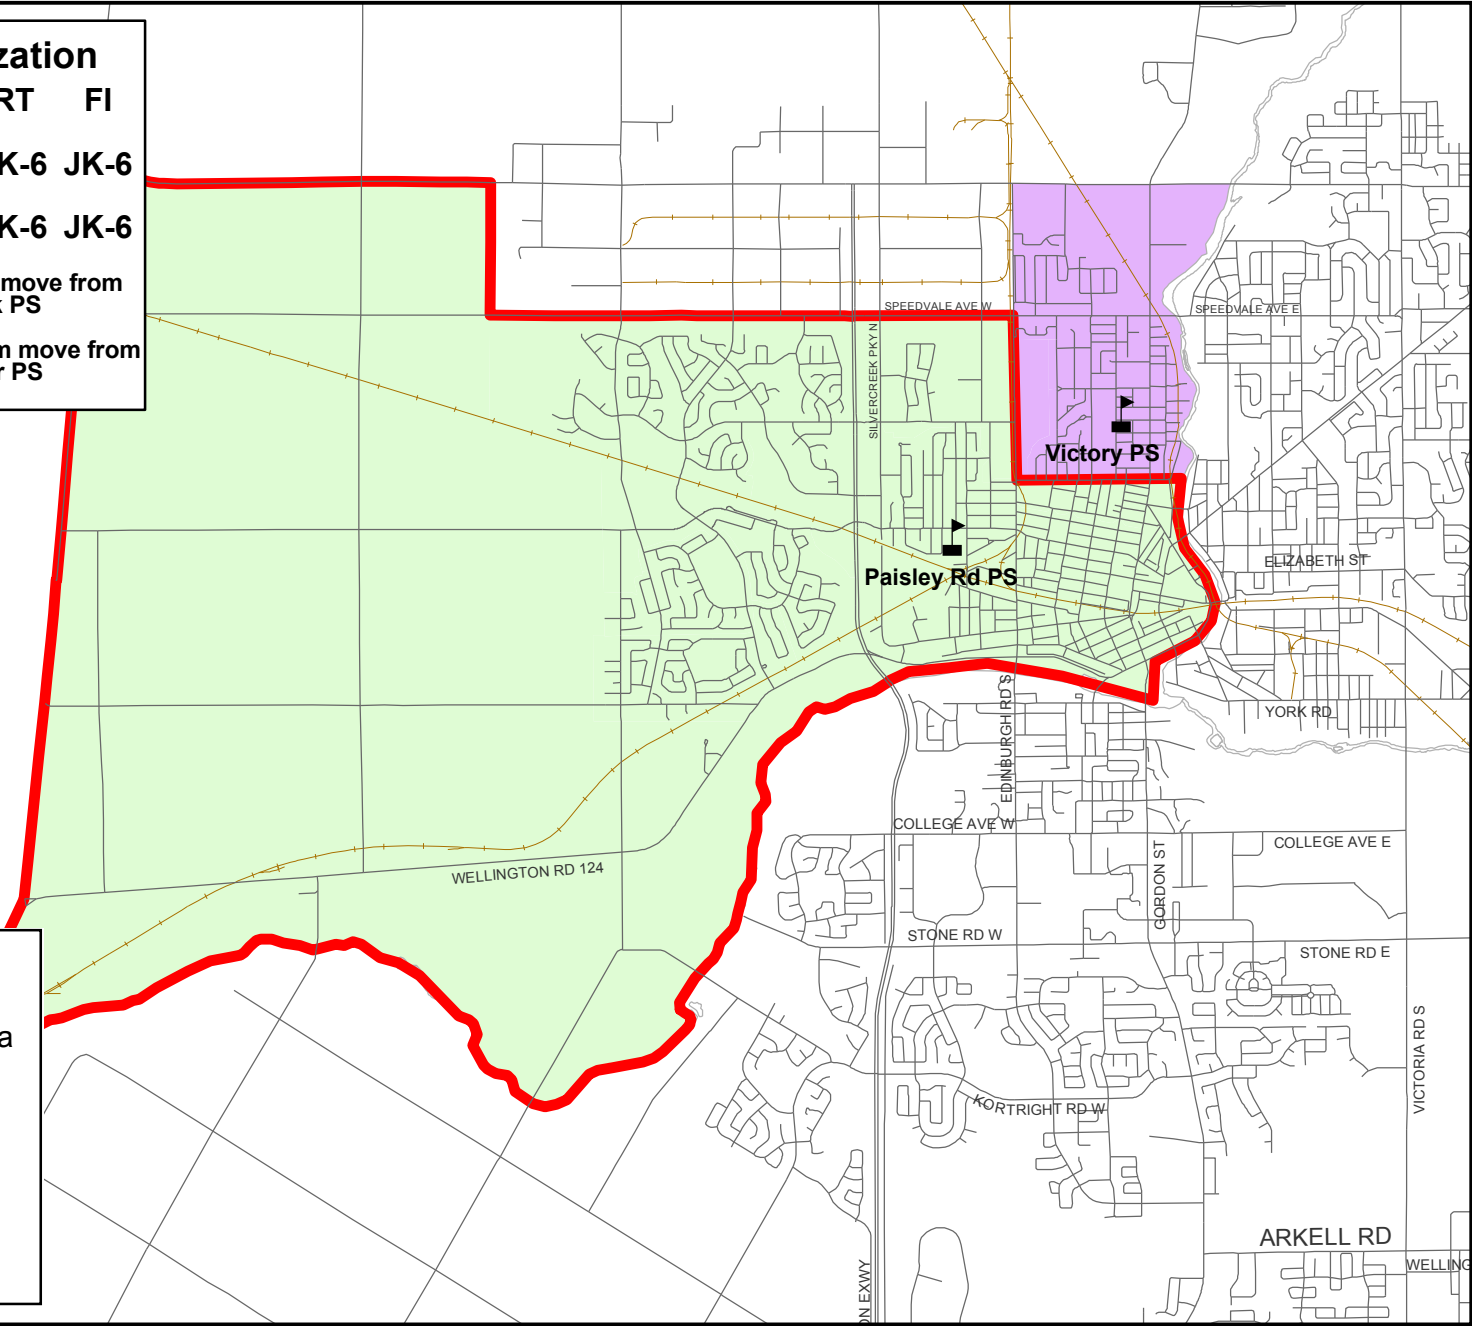 zation
RT FI
K-6 JK-6
K-6 JK-6
move from
k PS
m move from
r PS
SPEEDVALE AVE W
SPEEDVALE AVE E
SILVERCREEK PKY N
Victory PS
Paisley Rd PS
ELIZABETH ST
EDINBURGH RD S
YORK RD
COLLEGE AVE W
COLLEGE AVE E
WELLINGTON RD 124
GORDON ST
STONE RD W
STONE RD E
a
VICTORIA RD S
KORTRIGHT RD W
ARKELL RD
WELLING
ON EXWY